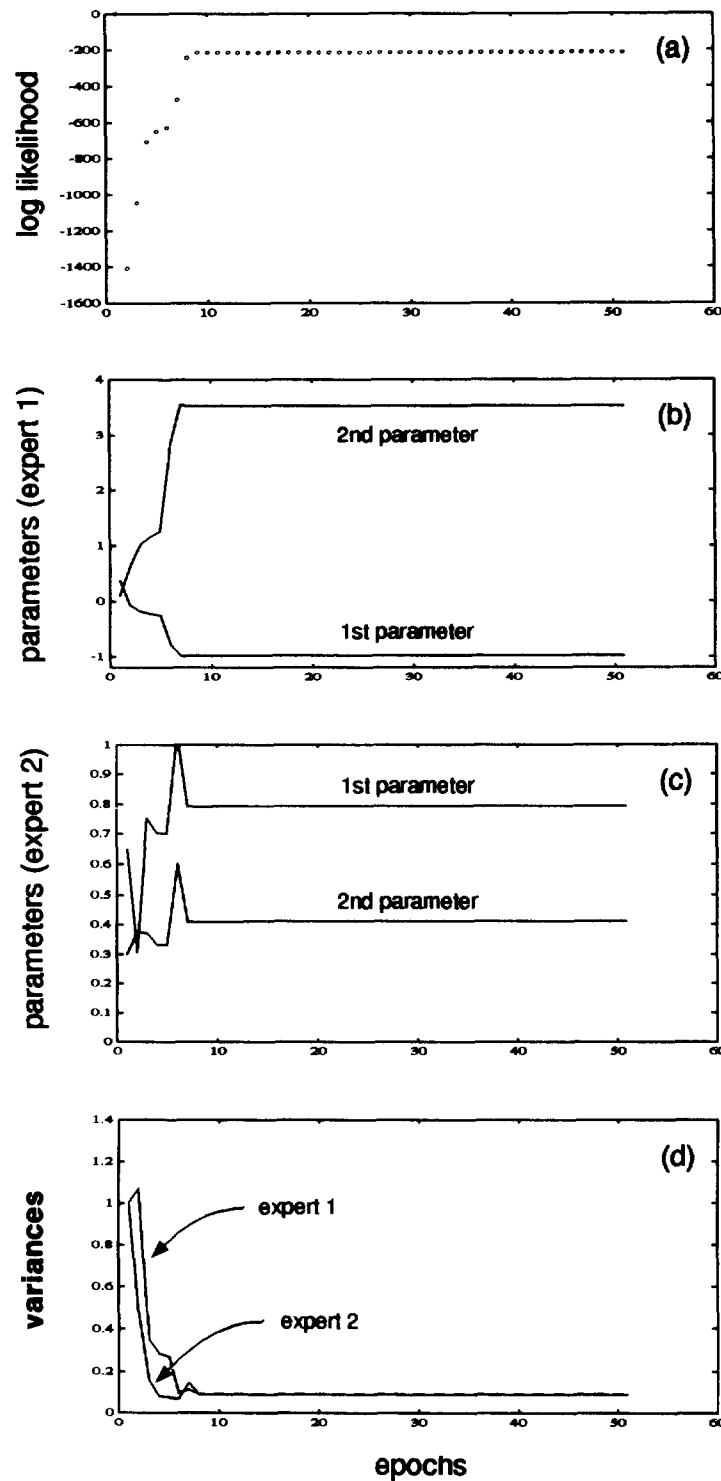 0
-200
-400
-600
-800
-1000
-1200
-1400
-1600
0 10 20 30 40 50 60
log likelihood
(a)
4
3
2
1
0
-1
0 10 20 30 40 50 60
parameters (expert 1)
(b)
2nd parameter
1st parameter
1
0.9
0.8
0.7
0.6
0.5
0.4
0.3
0.2
0.1
0
0 10 20 30 40 50 60
parameters (expert 2)
(c)
1st parameter
2nd parameter
1.4
1.2
1
0.8
0.6
0.4
0.2
0
0 10 20 30 40 50 60
variances
(d)
expert 1
expert 2
epochs